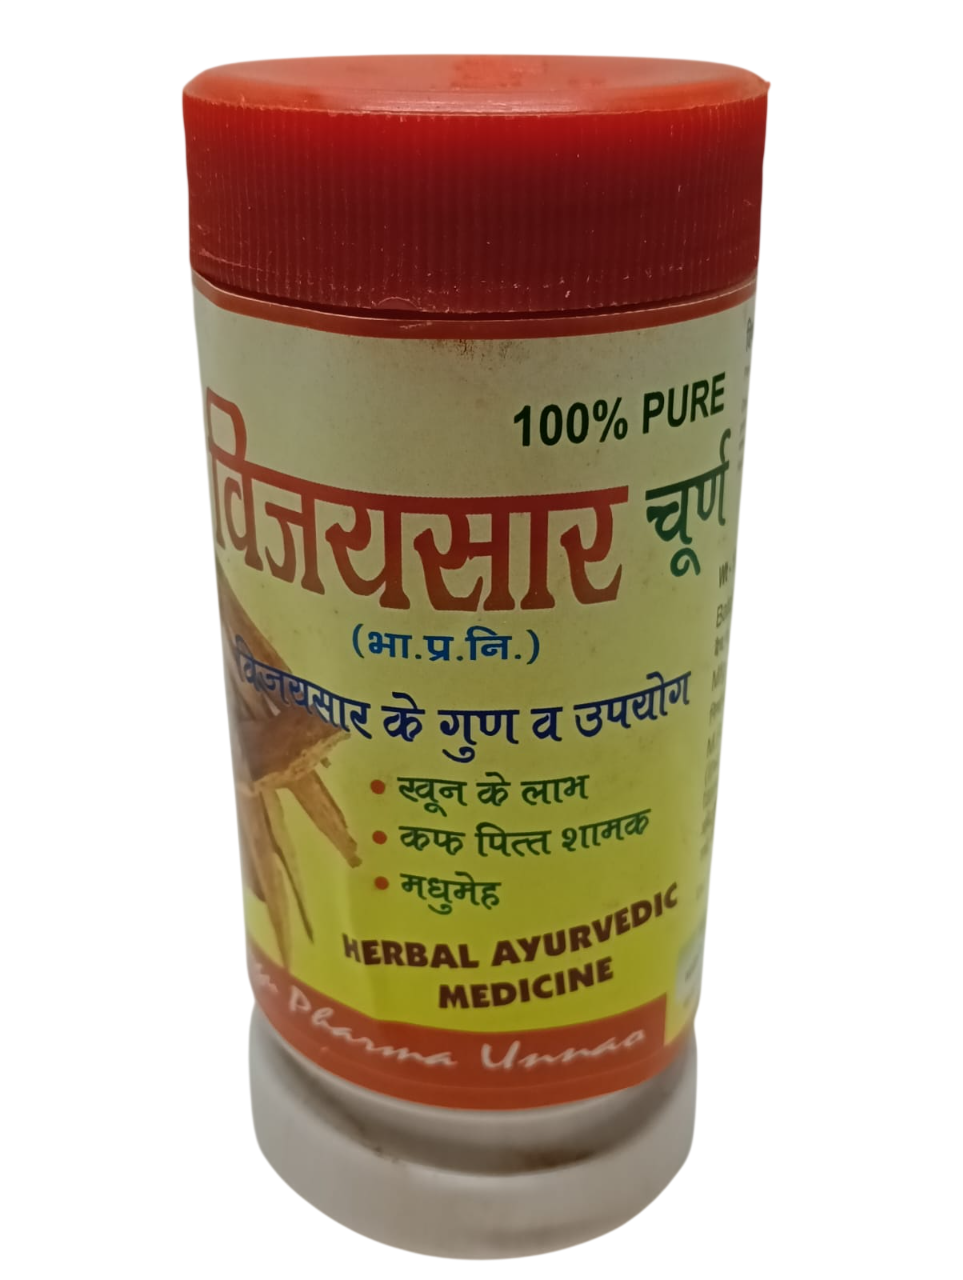 100% PURE
विजयसार चूर्ण
(भा.प्र.नि.)
विजयसार के गुण व उपयोग
• खून के लाभ
• कफ पित्त शामक
• मधुमेह
HERBAL AYURVEDIC
MEDICINE
Pharma Unnao